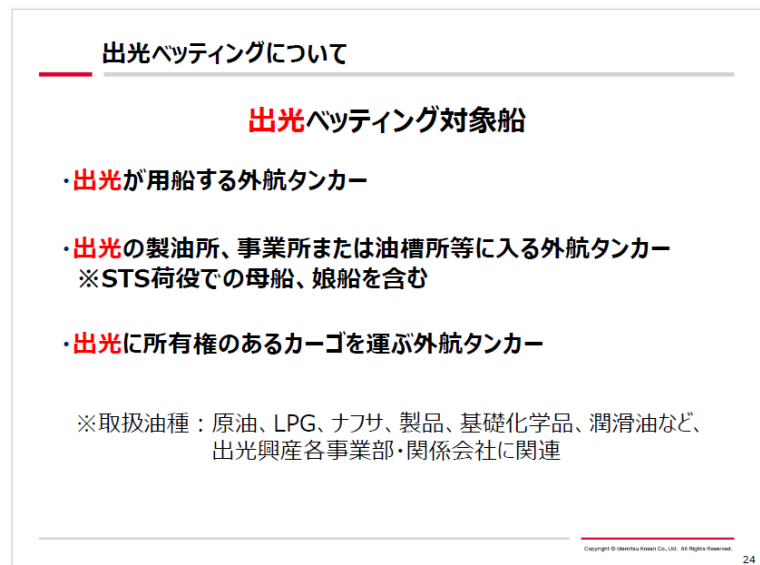 出光ベッティングについて
出光ベッティング対象船
・出光が用船する外航タンカー
・出光の製油所、事業所または油槽所等に入る外航タンカー
※STS荷役での母船、娘船を含む
・出光に所有権のあるカーゴを運ぶ外航タンカー
※取扱油種：原油、LPG、ナフサ、製品、基礎化学品、潤滑油など、
出光興産各事業部・関係会社に関連
Copyright © Idemitsu Kosan Co., Ltd. All Rights Reserved.
24